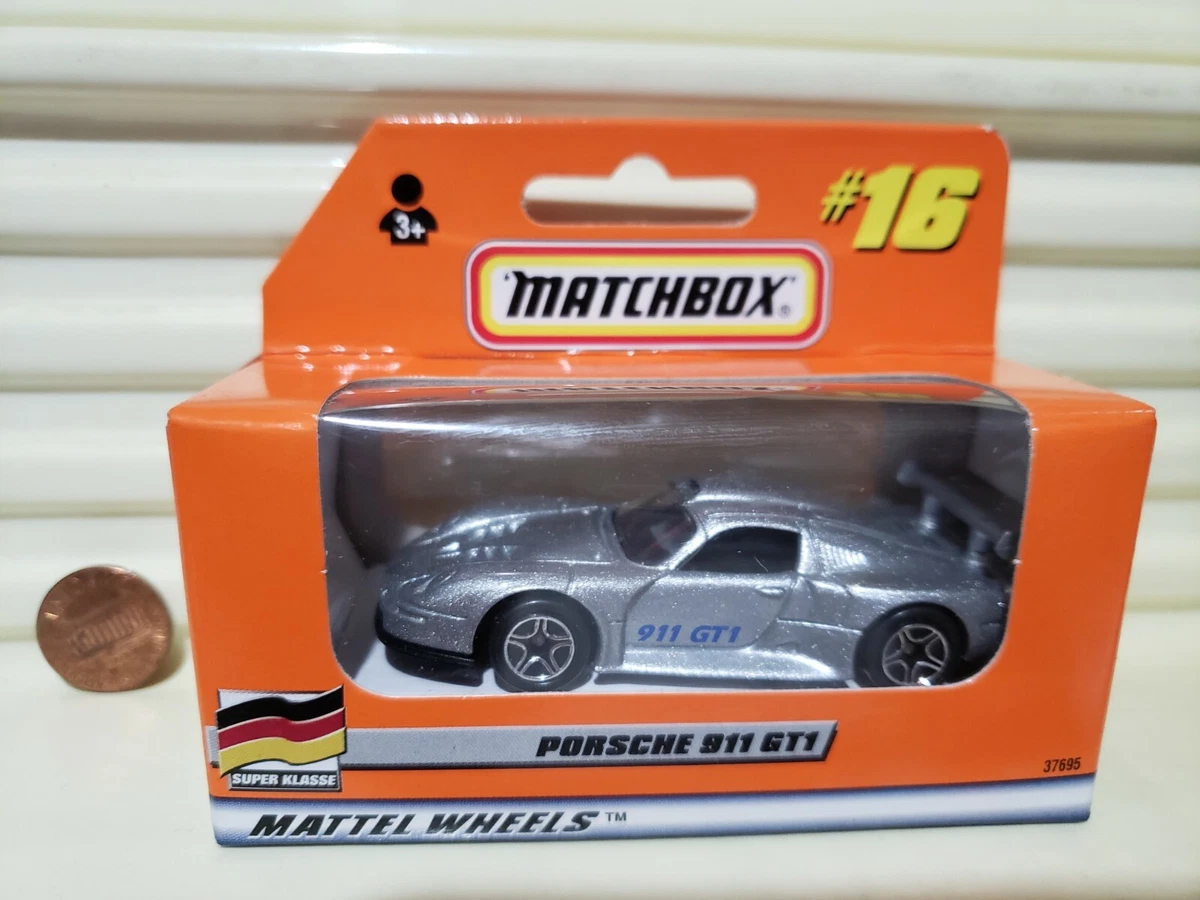 #16
3+
'MATCHBOX'®
911 GT1
PORSCHE 911 GT1
SUPER KLASSE
37695
MATTEL WHEELS™